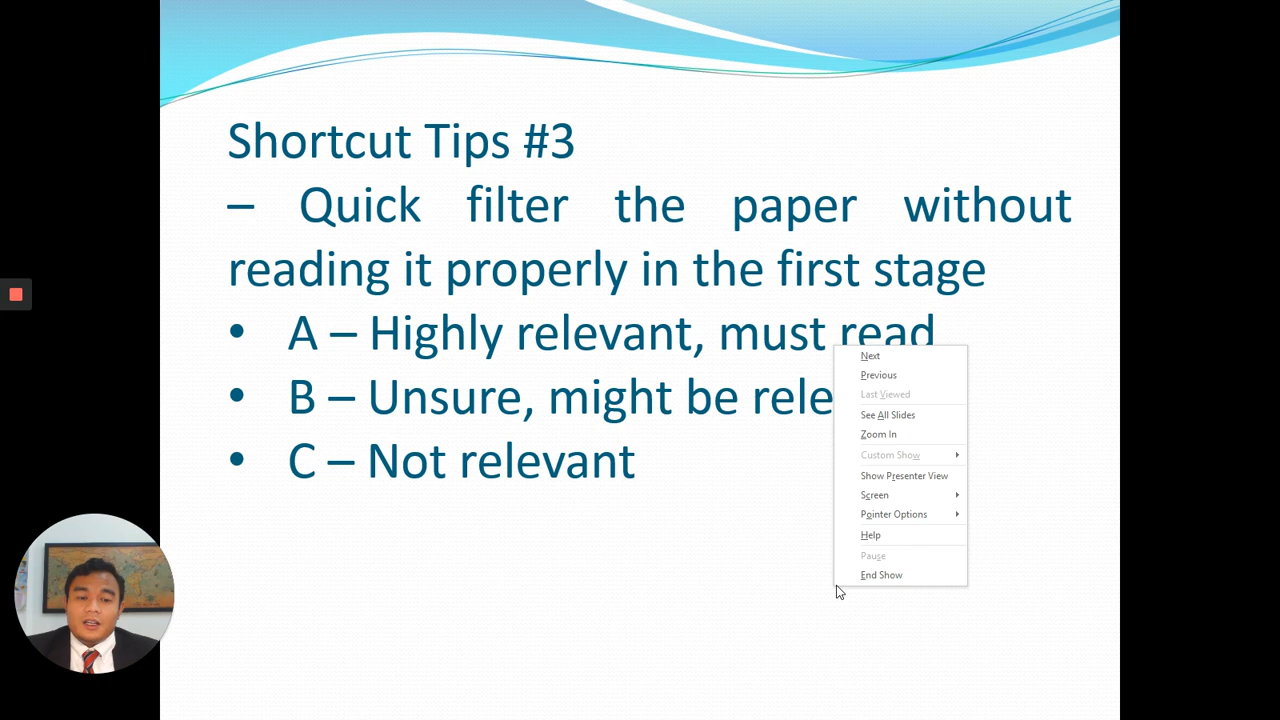 Shortcut Tips #3
– Quick filter the paper without
reading it properly in the first stage
• A – Highly relevant, must read
• B – Unsure, might be rele
• C – Not relevant
Next
Previous
Last Viewed
See All Slides
Zoom In
Custom Show
Show Presenter View
Screen
Pointer Options
Help
Pause
End Show